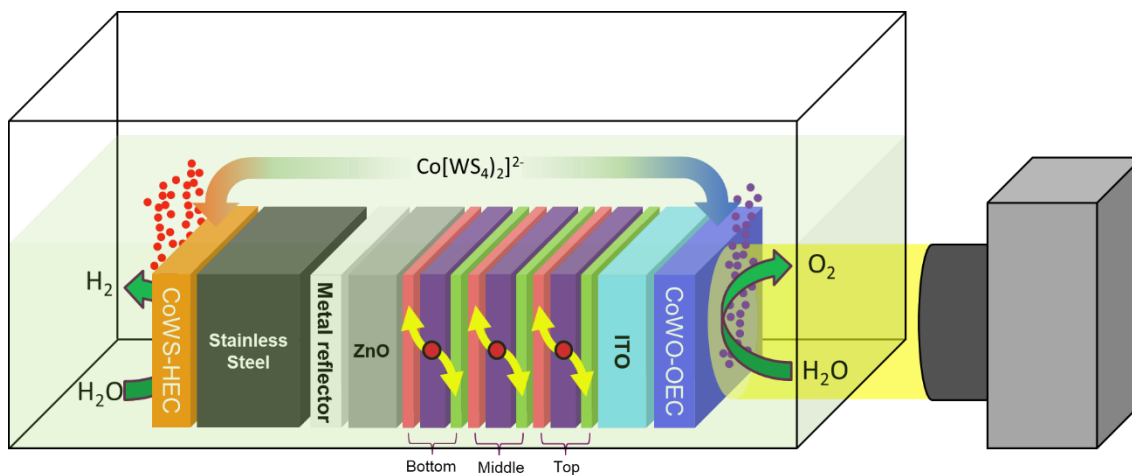 Co[WS₄)₂]²⁻
H₂
H₂O
CoWS-HEC
Stainless
Steel
Metal reflector
ZnO
ITO
CoWO-OEC
O₂
H₂O
Bottom
Middle
Top